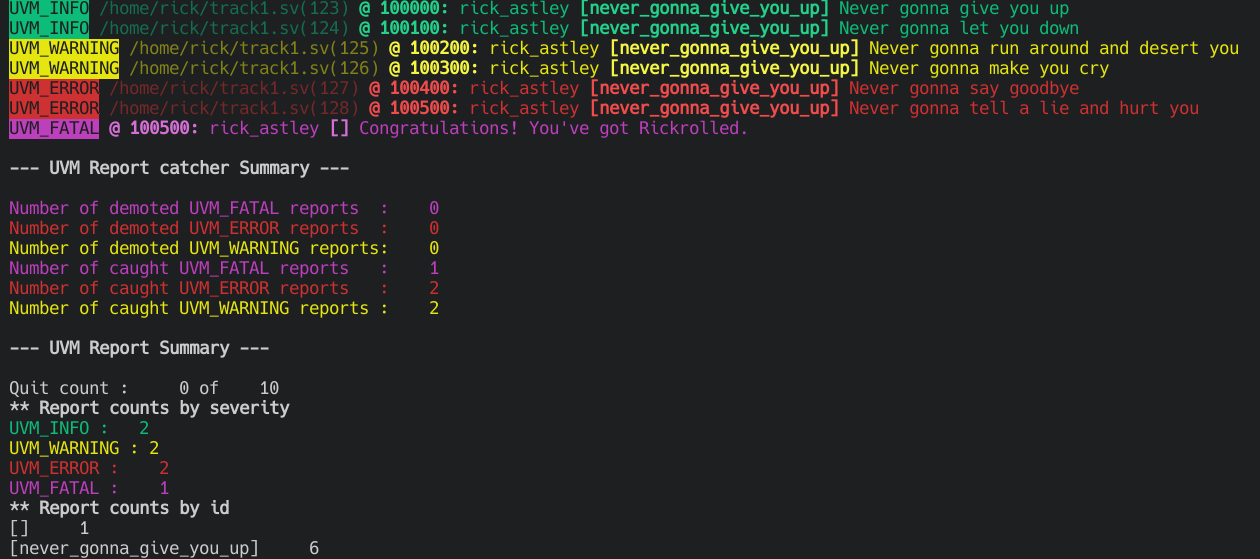 UVM_INFO /home/rick/track1.sv(123) @ 100000: rick_astley [never_gonna_give_you_up] Never gonna give you up
UVM_INFO /home/rick/track1.sv(124) @ 100100: rick_astley [never_gonna_give_you_up] Never gonna let you down
UVM_WARNING /home/rick/track1.sv(125) @ 100200: rick_astley [never_gonna_give_you_up] Never gonna run around and desert you
UVM_WARNING /home/rick/track1.sv(126) @ 100300: rick_astley [never_gonna_give_you_up] Never gonna make you cry
UVM_ERROR /home/rick/track1.sv(127) @ 100400: rick_astley [never_gonna_give_you_up] Never gonna say goodbye
UVM_ERROR /home/rick/track1.sv(128) @ 100500: rick_astley [never_gonna_give_you_up] Never gonna tell a lie and hurt you
UVM_FATAL @ 100500: rick_astley [] Congratulations! You've got Rickrolled.
--- UVM Report catcher Summary ---
Number of demoted UVM_FATAL reports  :    0
Number of demoted UVM_ERROR reports  :    0
Number of demoted UVM_WARNING reports:    0
Number of caught UVM_FATAL reports   :    1
Number of caught UVM_ERROR reports   :    2
Number of caught UVM_WARNING reports :    2
--- UVM Report Summary ---
Quit count :     0 of    10
** Report counts by severity
UVM_INFO :   2
UVM_WARNING : 2
UVM_ERROR :    2
UVM_FATAL :    1
** Report counts by id
[]     1
[never_gonna_give_you_up]     6